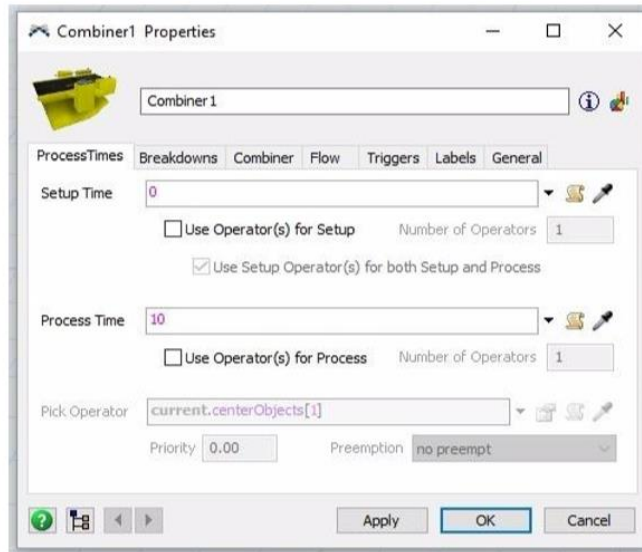 Combiner1 Properties
Combiner1
ProcessTimes Breakdowns Combiner Flow Triggers Labels General
Setup Time 0
Use Operator(s) for Setup Number of Operators 1
Use Setup Operator(s) for both Setup and Process
Process Time 10
Use Operator(s) for Process Number of Operators 1
Pick Operator current.centerObjects[1]
Priority 0.00 Preemption no preempt
Apply OK Cancel